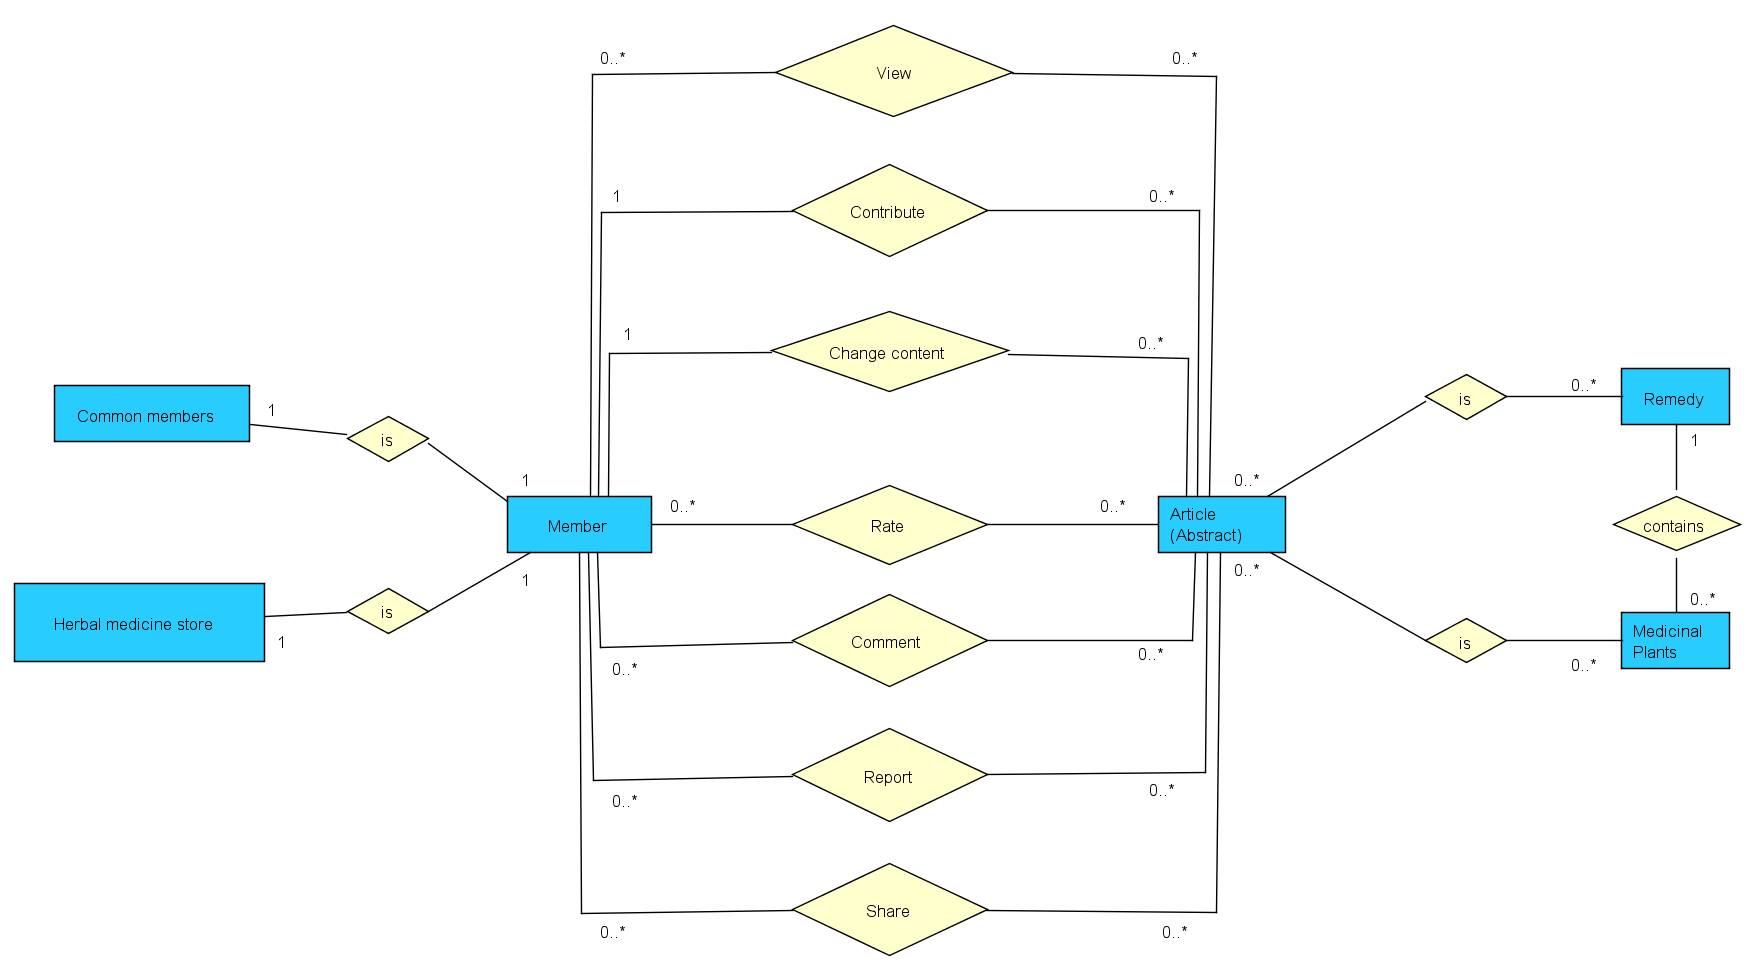 0..*
View
0..*
1
Contribute
0..*
1
Change content
0..*
Common members
1
is
1
Member
0..*
Rate
0..*
Article
(Abstract)
0..*
is
0..*
Remedy
1
contains
0..*
Medicinal
Plants
0..*
is
0..*
Herbal medicine store
1
is
1
0..*
Comment
0..*
0..*
Report
0..*
0..*
Share
0..*